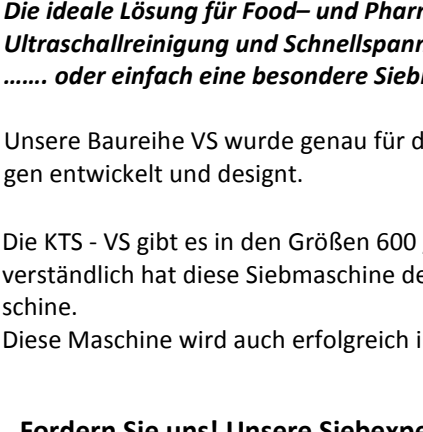 Die ideale Lösung für Food– und Pharm
Ultraschallreinigung und Schnellspann
……. oder einfach eine besondere Sieb
Unsere Baureihe VS wurde genau für d
gen entwickelt und designt.
Die KTS - VS gibt es in den Größen 600
verständlich hat diese Siebmaschine de
schine.
Diese Maschine wird auch erfolgreich i
Fordern Sie uns! Unsere Siebexpe